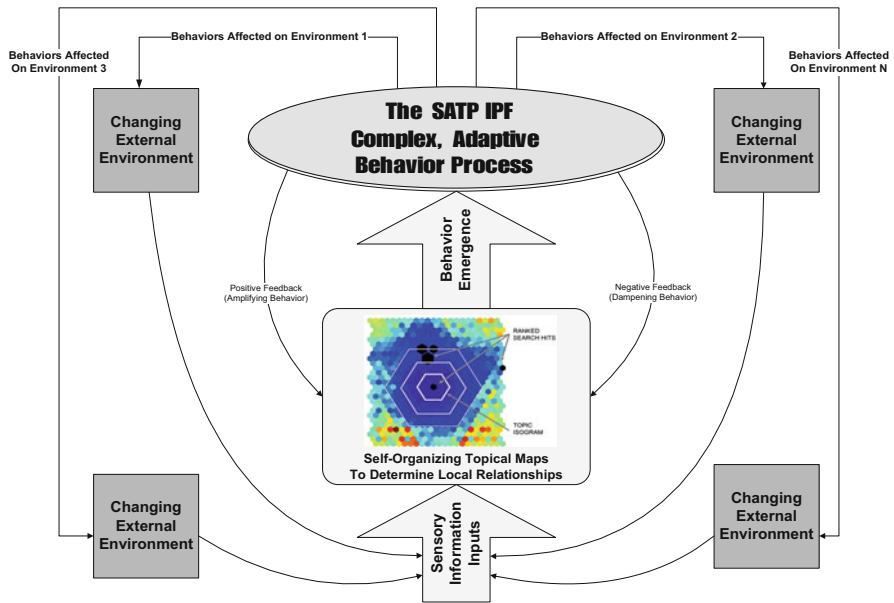 Behaviors Affected on Environment 1
Behaviors Affected on Environment 2
Behaviors Affected
On Environment 3
Behaviors Affected
On Environment N
Changing
External
Environment
The SATP IPF
Complex, Adaptive
Behavior Process
Changing
External
Environment
Behavior
Emergence
Positive Feedback
(Amplifying Behavior)
Negative Feedback
(Dampening Behavior)
RANKED
SEARCH HITS
TOPIC
ISOGRAM
Self-Organizing Topical Maps
To Determine Local Relationships
Changing
External
Environment
Sensory
Information
Inputs
Changing
External
Environment